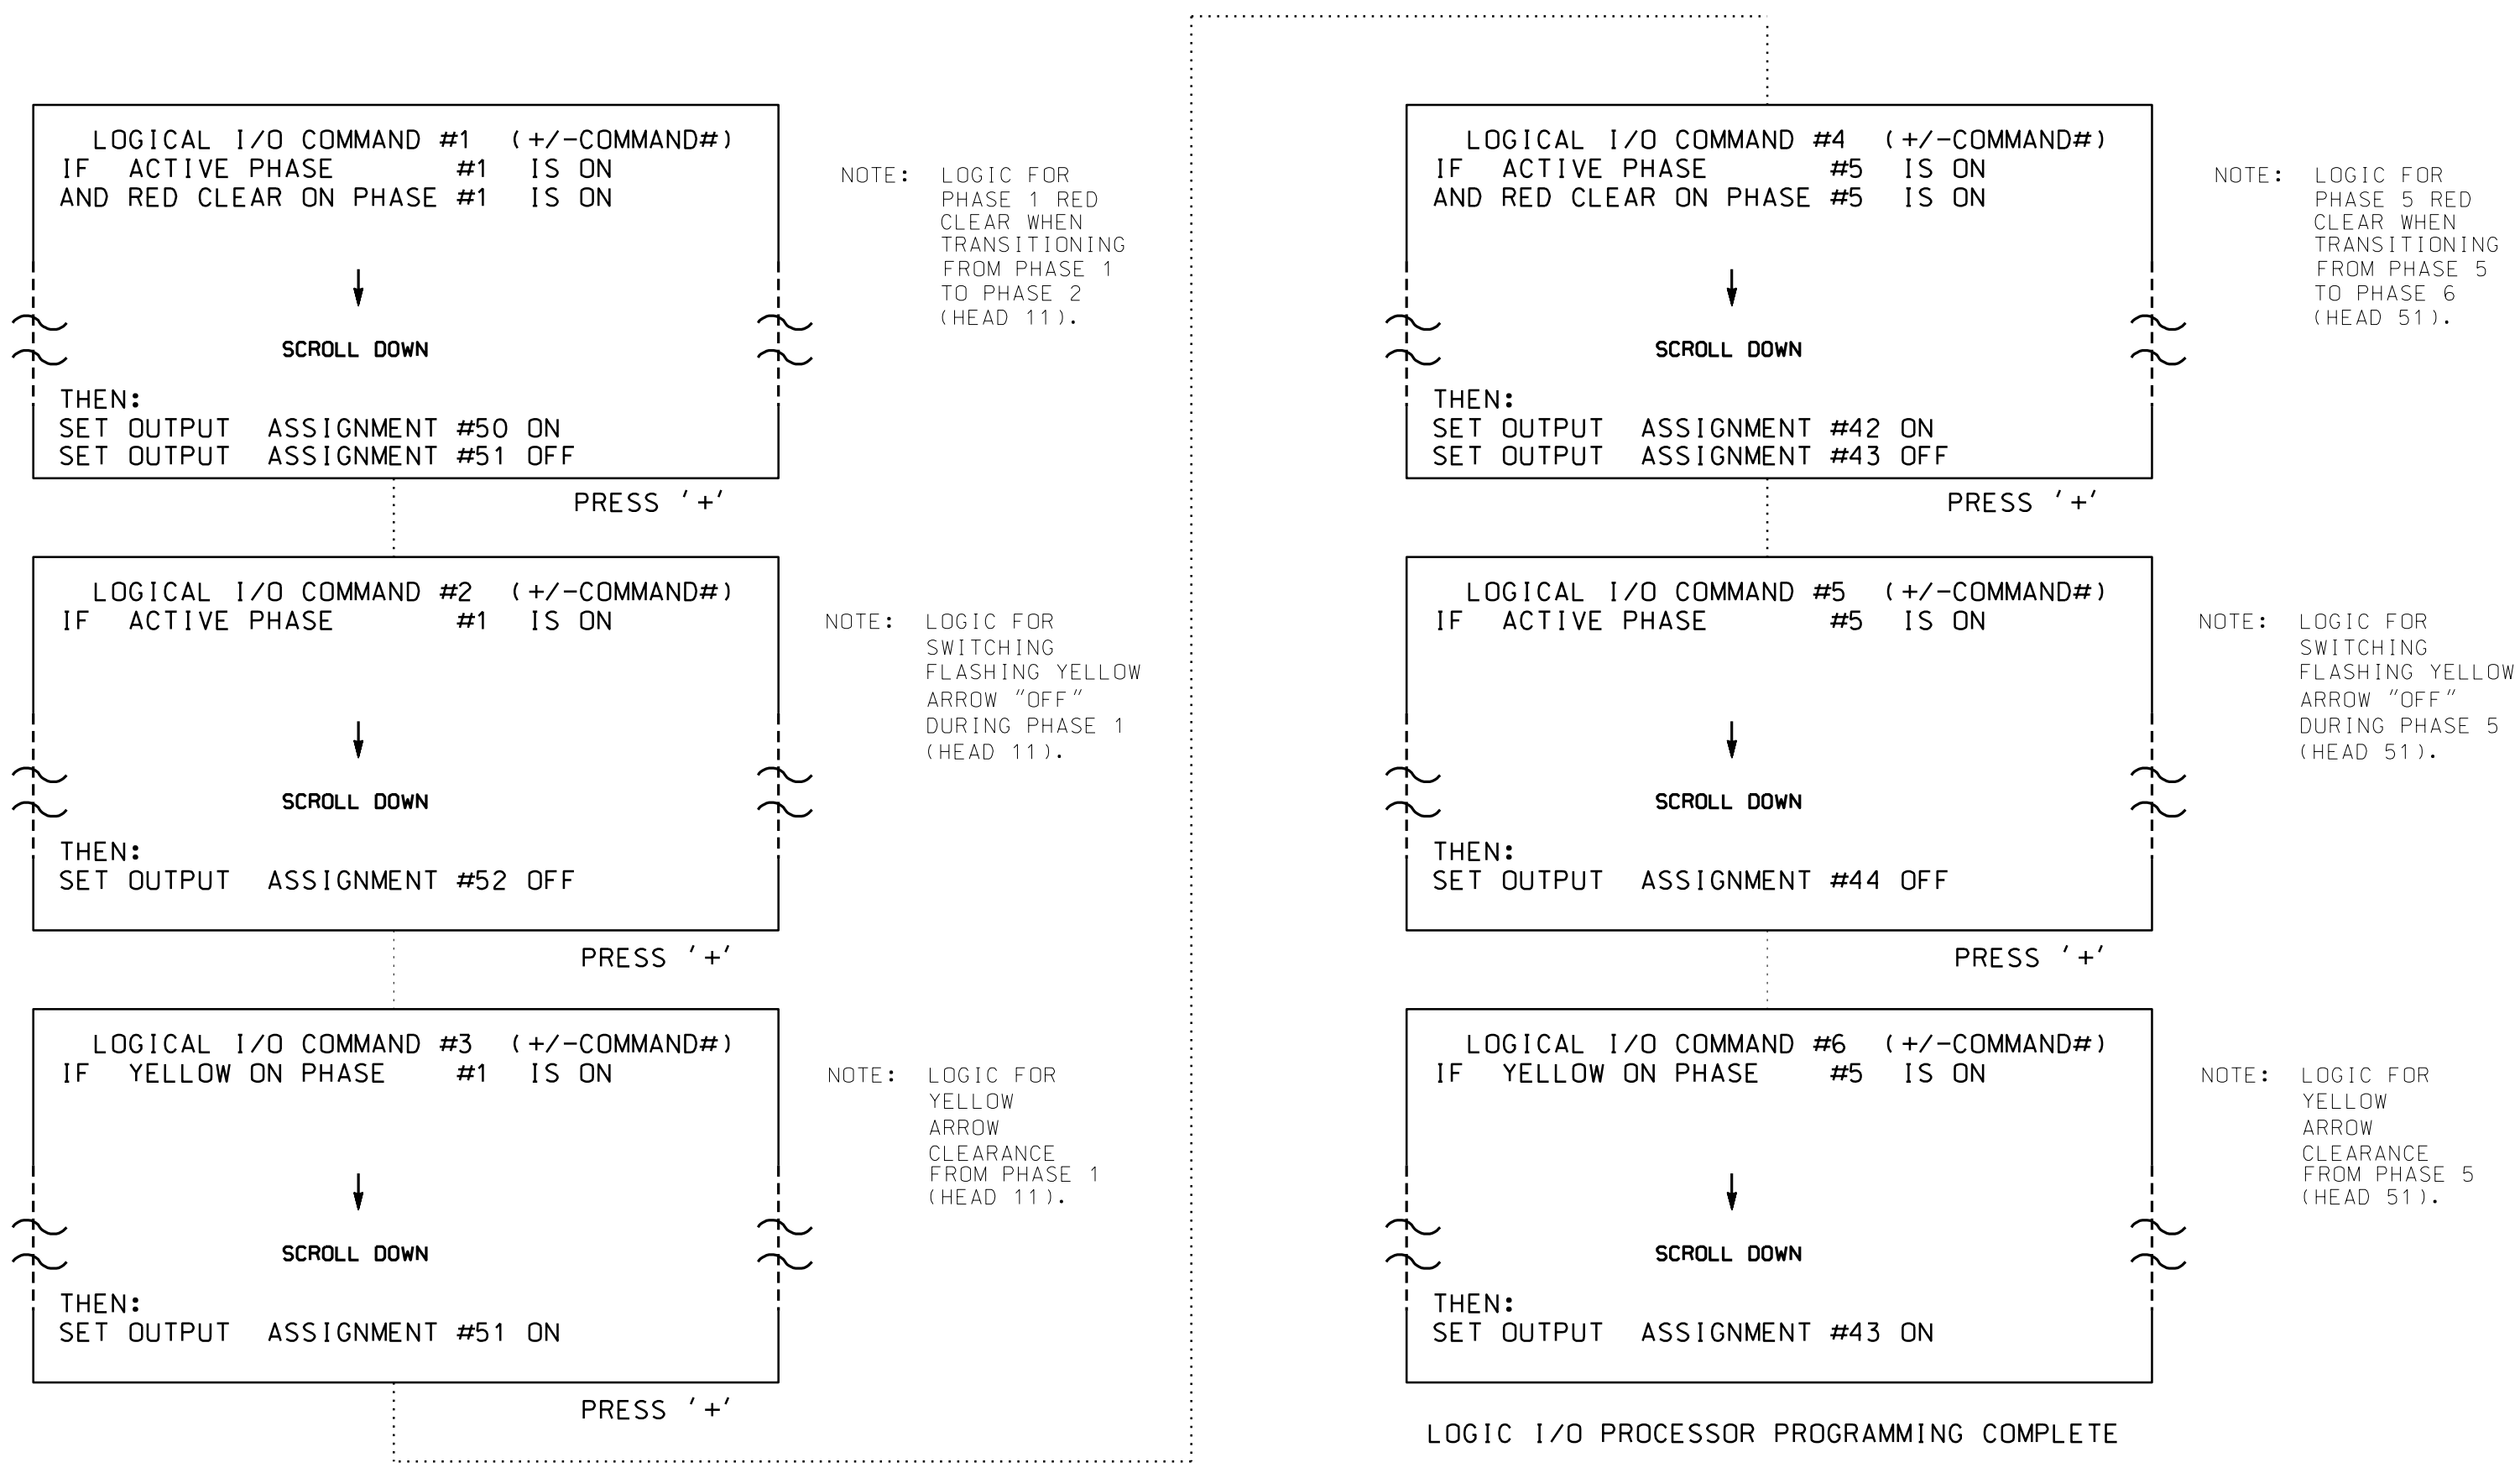 LOGICAL I/O COMMAND #1 (+/-COMMAND#)
IF ACTIVE PHASE #1 IS ON
AND RED CLEAR ON PHASE #1 IS ON
SCROLL DOWN
THEN:
SET OUTPUT ASSIGNMENT #50 ON
SET OUTPUT ASSIGNMENT #51 OFF
NOTE: LOGIC FOR
PHASE 1 RED
CLEAR WHEN
TRANSITIONING
FROM PHASE 1
TO PHASE 2
(HEAD 11).
PRESS '+'
LOGICAL I/O COMMAND #2 (+/-COMMAND#)
IF ACTIVE PHASE #1 IS ON
SCROLL DOWN
THEN:
SET OUTPUT ASSIGNMENT #52 OFF
NOTE: LOGIC FOR
SWITCHING
FLASHING YELLOW
ARROW "OFF"
DURING PHASE 1
(HEAD 11).
PRESS '+'
LOGICAL I/O COMMAND #3 (+/-COMMAND#)
IF YELLOW ON PHASE #1 IS ON
SCROLL DOWN
THEN:
SET OUTPUT ASSIGNMENT #51 ON
NOTE: LOGIC FOR
YELLOW
ARROW
CLEARANCE
FROM PHASE 1
(HEAD 11).
PRESS '+'
LOGICAL I/O COMMAND #4 (+/-COMMAND#)
IF ACTIVE PHASE #5 IS ON
AND RED CLEAR ON PHASE #5 IS ON
SCROLL DOWN
THEN:
SET OUTPUT ASSIGNMENT #42 ON
SET OUTPUT ASSIGNMENT #43 OFF
NOTE: LOGIC FOR
PHASE 5 RED
CLEAR WHEN
TRANSITIONING
FROM PHASE 5
TO PHASE 6
(HEAD 51).
PRESS '+'
LOGICAL I/O COMMAND #5 (+/-COMMAND#)
IF ACTIVE PHASE #5 IS ON
SCROLL DOWN
THEN:
SET OUTPUT ASSIGNMENT #44 OFF
NOTE: LOGIC FOR
SWITCHING
FLASHING YELLOW
ARROW "OFF"
DURING PHASE 5
(HEAD 51).
PRESS '+'
LOGICAL I/O COMMAND #6 (+/-COMMAND#)
IF YELLOW ON PHASE #5 IS ON
SCROLL DOWN
THEN:
SET OUTPUT ASSIGNMENT #43 ON
NOTE: LOGIC FOR
YELLOW
ARROW
CLEARANCE
FROM PHASE 5
(HEAD 51).
LOGIC I/O PROCESSOR PROGRAMMING COMPLETE